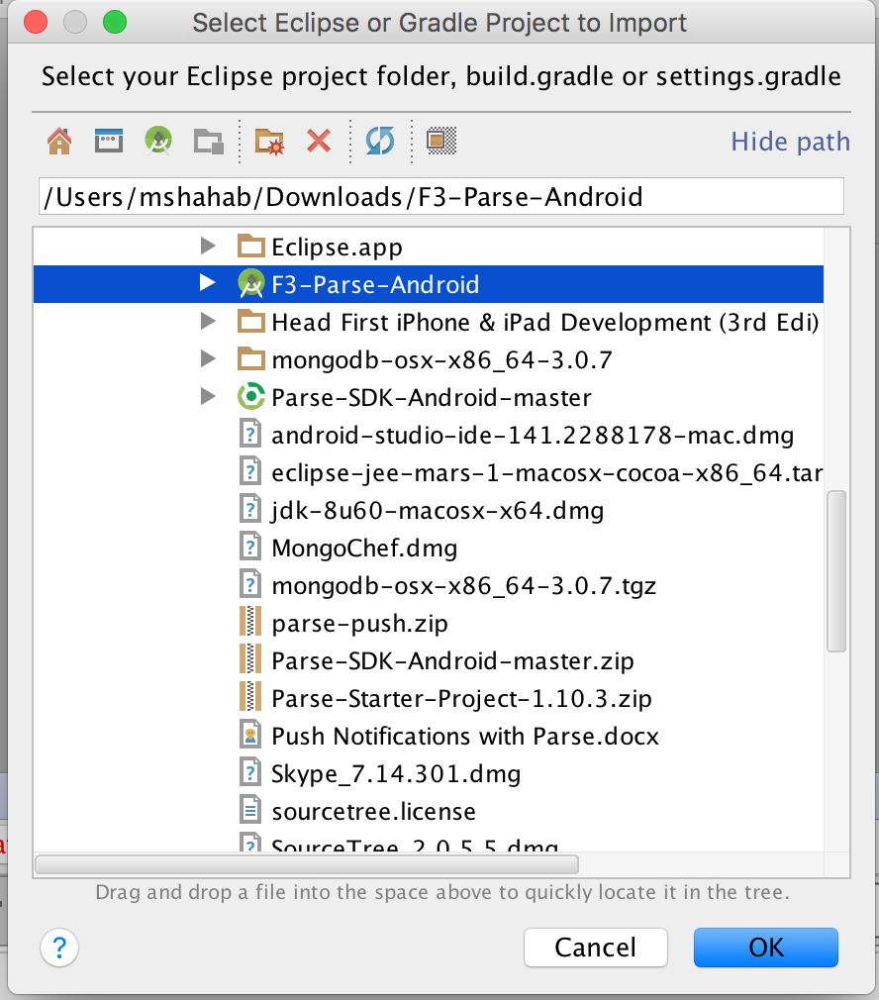 Select Eclipse or Gradle Project to Import
Select your Eclipse project folder, build.gradle or settings.gradle
Hide path
/Users/mshahab/Downloads/F3-Parse-Android
Eclipse.app
F3-Parse-Android
Head First iPhone & iPad Development (3rd Edi)
mongodb-osx-x86_64-3.0.7
Parse-SDK-Android-master
android-studio-ide-141.2288178-mac.dmg
eclipse-jee-mars-1-macosx-cocoa-x86_64.tar
jdk-8u60-macosx-x64.dmg
MongoChef.dmg
mongodb-osx-x86_64-3.0.7.tgz
parse-push.zip
Parse-SDK-Android-master.zip
Parse-Starter-Project-1.10.3.zip
Push Notifications with Parse.docx
Skype_7.14.301.dmg
sourcetree.license
SourceTree_2.0.5.5.dmg
Drag and drop a file into the space above to quickly locate it in the tree.
?
Cancel
OK